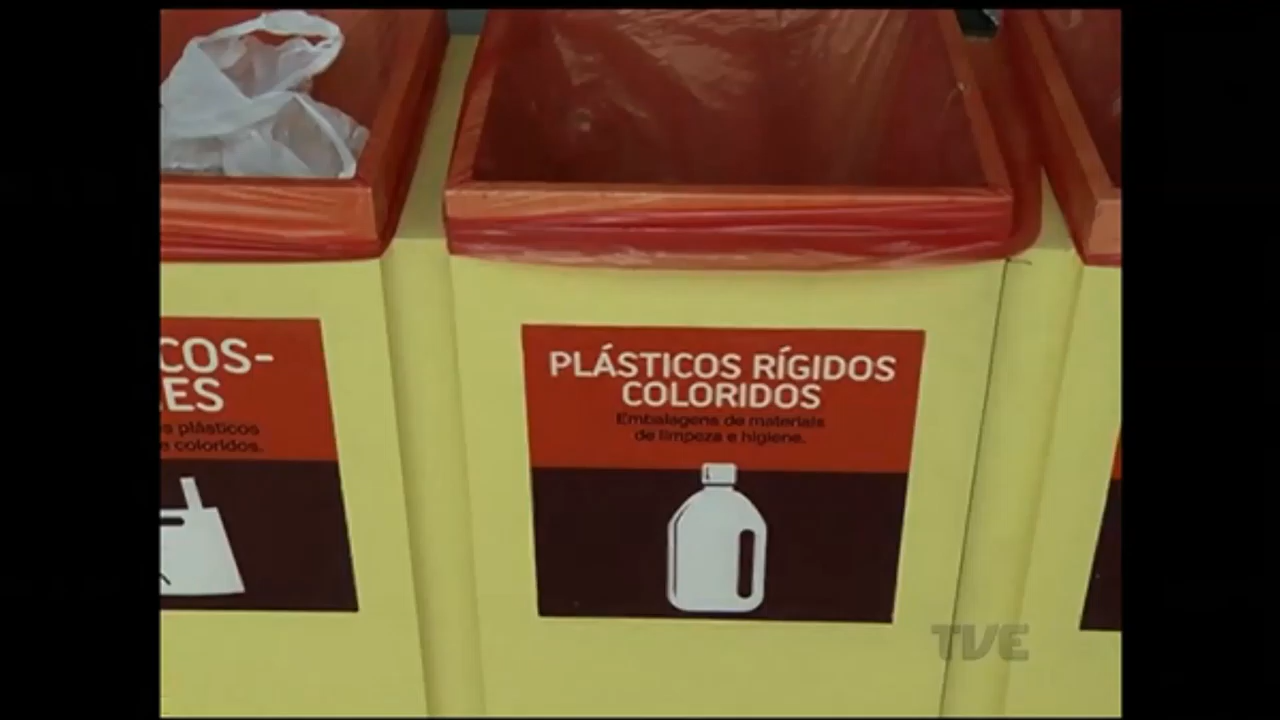 COS-
ES
s plásticos
e coloridos.
PLÁSTICOS RÍGIDOS
COLORIDOS
Embalagens de materiais
de limpeza e higiene.
TVE